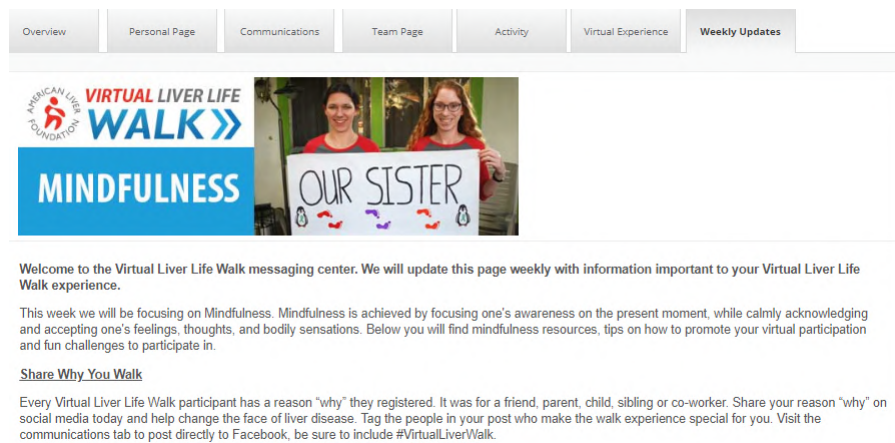 Overview
Personal Page
Communications
Team Page
Activity
Virtual Experience
Weekly Updates
AMERICAN LIVER FOUNDATION
VIRTUAL LIVER LIFE
WALK
MINDFULNESS
OUR SISTER
Welcome to the Virtual Liver Life Walk messaging center. We will update this page weekly with information important to your Virtual Liver Life
Walk experience.
This week we will be focusing on Mindfulness. Mindfulness is achieved by focusing one's awareness on the present moment, while calmly acknowledging
and accepting one's feelings, thoughts, and bodily sensations. Below you will find mindfulness resources, tips on how to promote your virtual participation
and fun challenges to participate in.
Share Why You Walk
Every Virtual Liver Life Walk participant has a reason “why” they registered. It was for a friend, parent, child, sibling or co-worker. Share your reason “why” on
social media today and help change the face of liver disease. Tag the people in your post who make the walk experience special for you. Visit the
communications tab to post directly to Facebook, be sure to include #VirtualLiverWalk.